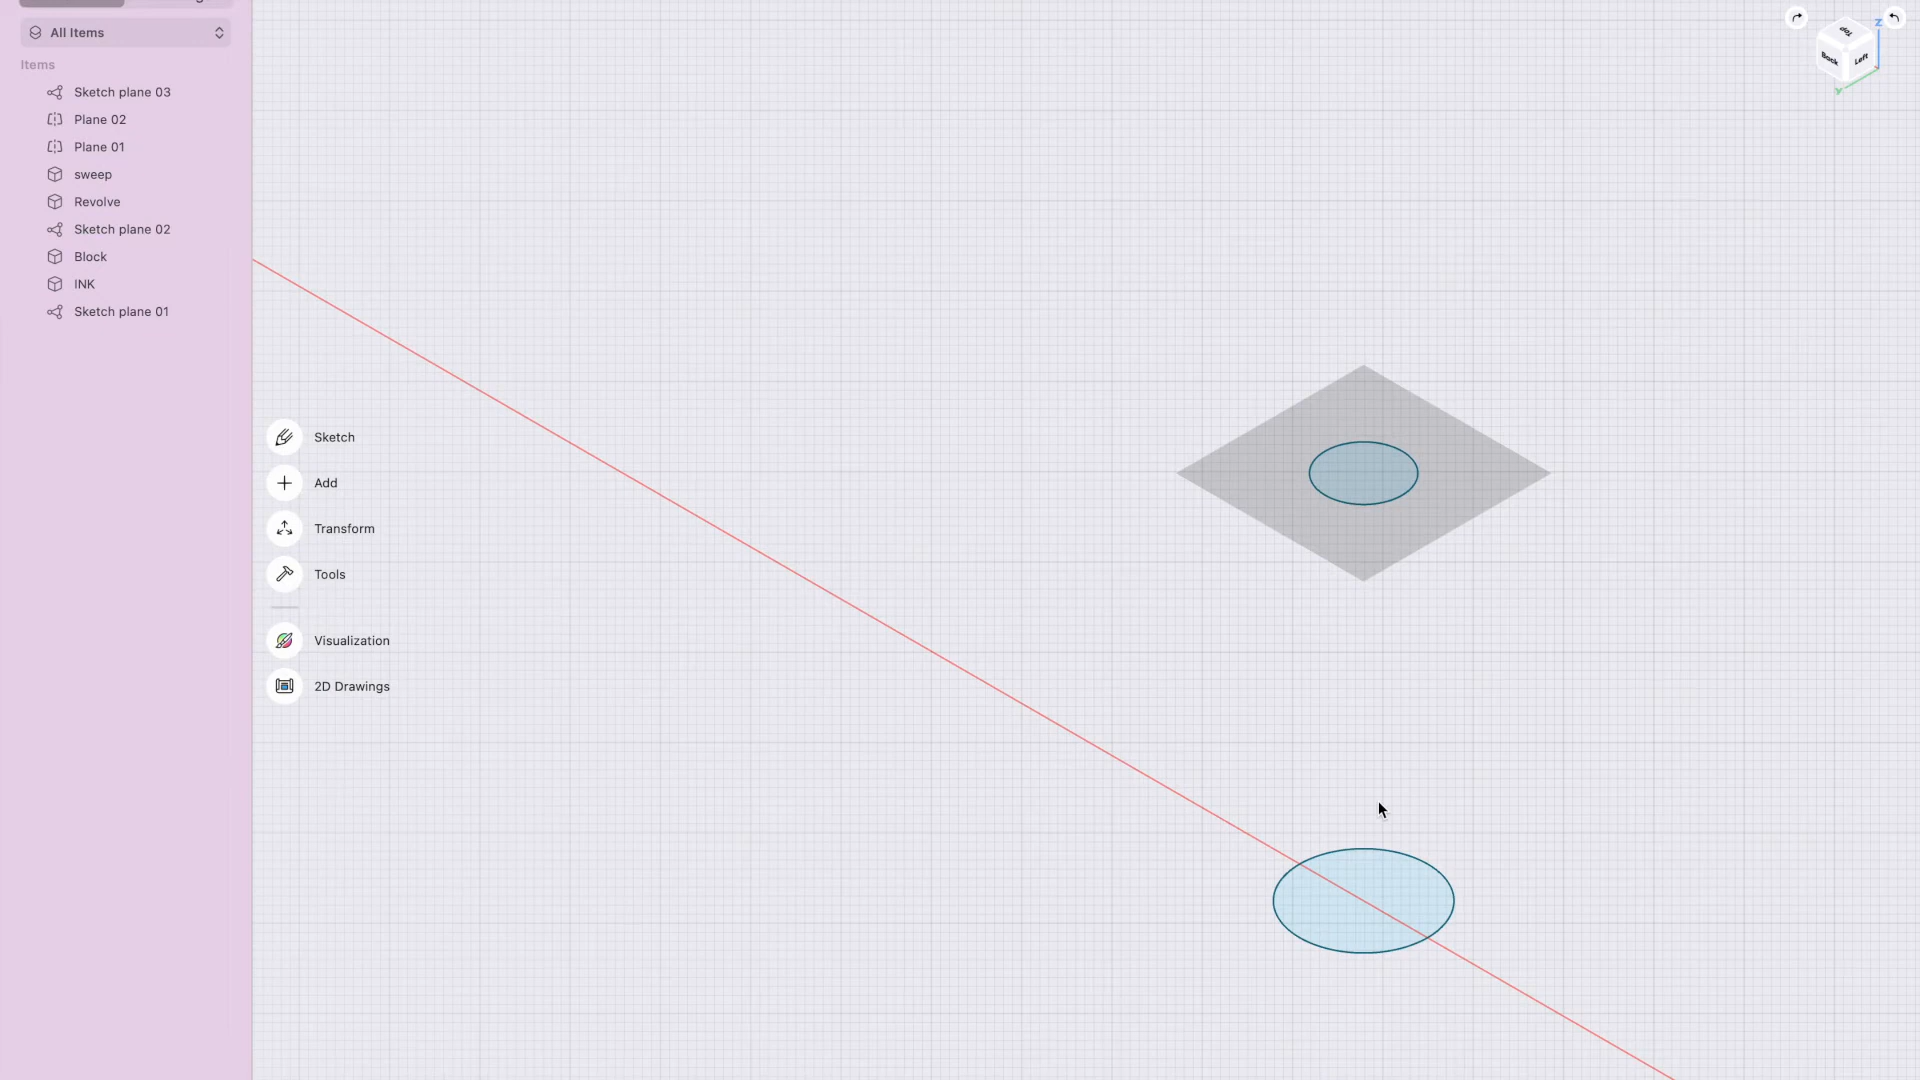 All Items
Items
Sketch plane 03
Plane 02
Plane 01
sweep
Revolve
Sketch plane 02
Block
INK
Sketch plane 01
Sketch
Add
Transform
Tools
Visualization
2D Drawings
Z
Top
Back
Left
Y